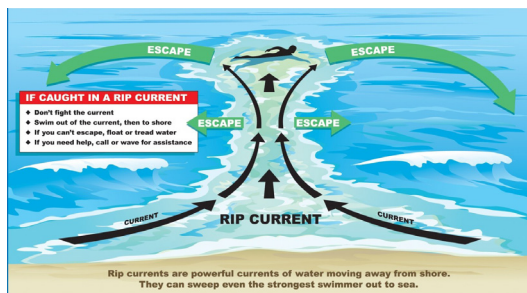 ESCAPE
ESCAPE
IF CAUGHT IN A RIP CURRENT
❖ Don't fight the current
❖ Swim out of the current, then to shore
❖ If you can't escape, float or tread water
❖ If you need help, call or wave for assistance
ESCAPE
ESCAPE
CURRENT
RIP CURRENT
CURRENT
Rip currents are powerful currents of water moving away from shore.
They can sweep even the strongest swimmer out to sea.